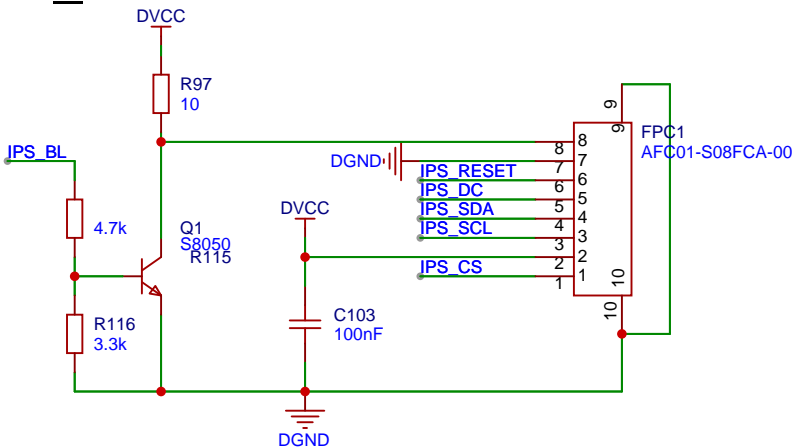 DVCC
R97
10
IPS_BL
4.7k
Q1
S8050
R115
R116
3.3k
DVCC
C103
100nF
DGND
DGND
IPS_RESET
IPS_DC
IPS_SDA
IPS_SCL
IPS_CS
8
7
6
5
4
3
2
1
8
7
6
5
4
3
2
1
9
9
10
10
FPC1
AFC01-S08FCA-00